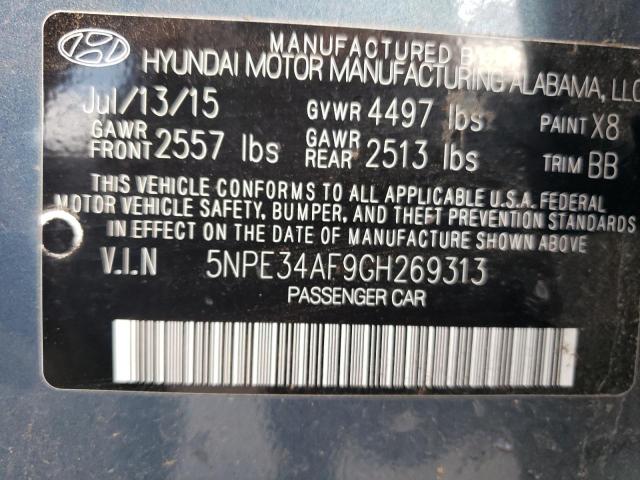 MANUFACTURED
HYUNDAI MOTOR MANUFACTURING ALABAMA, LLC
Jul/13/15 GVWR 4497 lbs PAINT X8
GAWR FRONT 2557 lbs GAWR REAR 2513 lbs TRIM BB
THIS VEHICLE CONFORMS TO ALL APPLICABLE U.S.A. FEDERAL
MOTOR VEHICLE SAFETY, BUMPER, AND THEFT PREVENTION STANDARDS
IN EFFECT ON THE DATE OF MANUFACTURE SHOWN ABOVE
V.I.N 5NPE34AF9GH269313
PASSENGER CAR